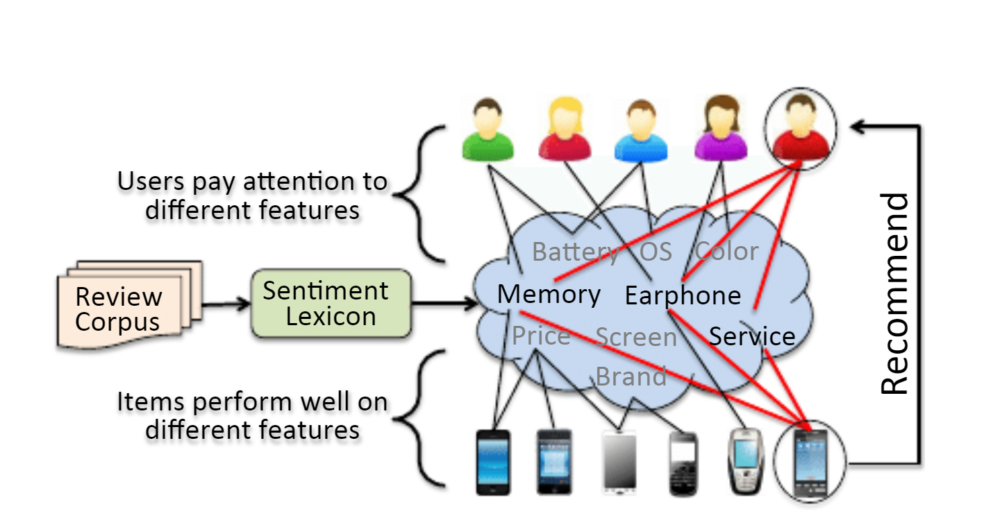 Users pay attention to
different features
Battery OS Color
Memory Earphone
Review
Corpus
Sentiment
Lexicon
Price Screen Service
Brand
Items perform well on
different features
Recommend